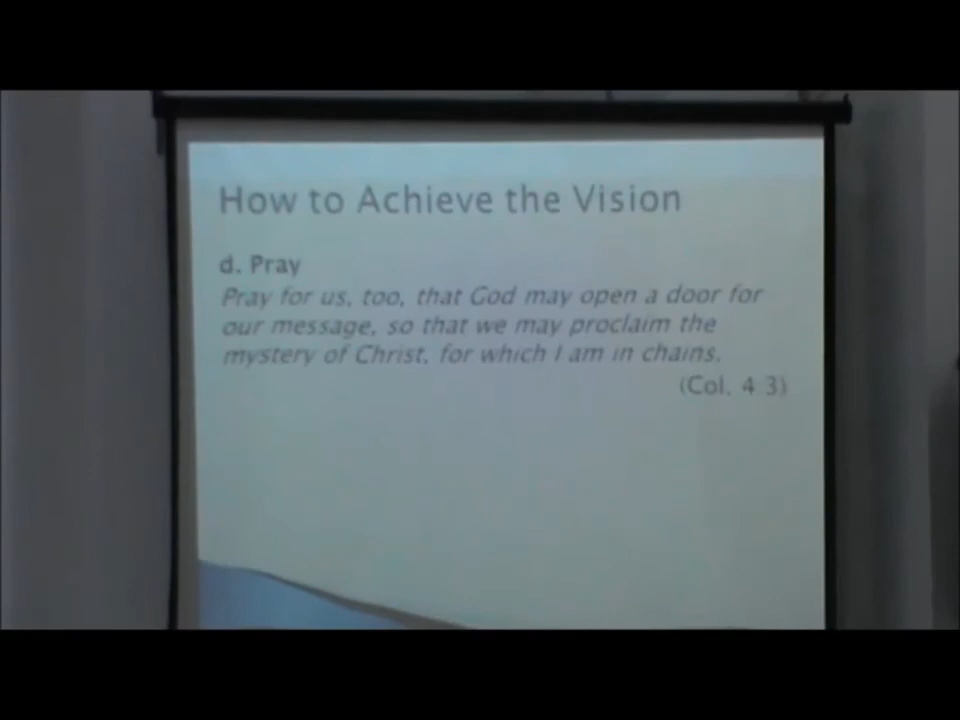 How to Achieve the Vision
d. Pray
Pray for us, too, that God may open a door for
our message, so that we may proclaim the
mystery of Christ, for which I am in chains.
(Col. 4:3)